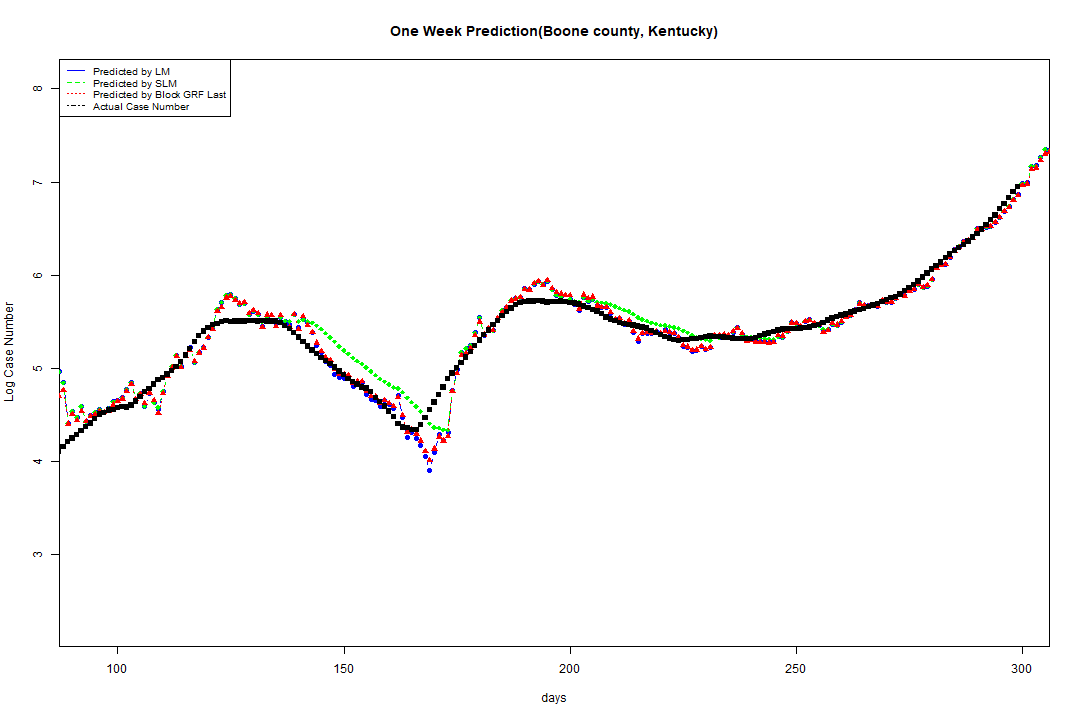 One Week Prediction(Boone county, Kentucky)
Predicted by LM
Predicted by SLM
Predicted by Block GRF Last
Actual Case Number
8
7
6
5
4
3
Log Case Number
100 150 200 250 300
days